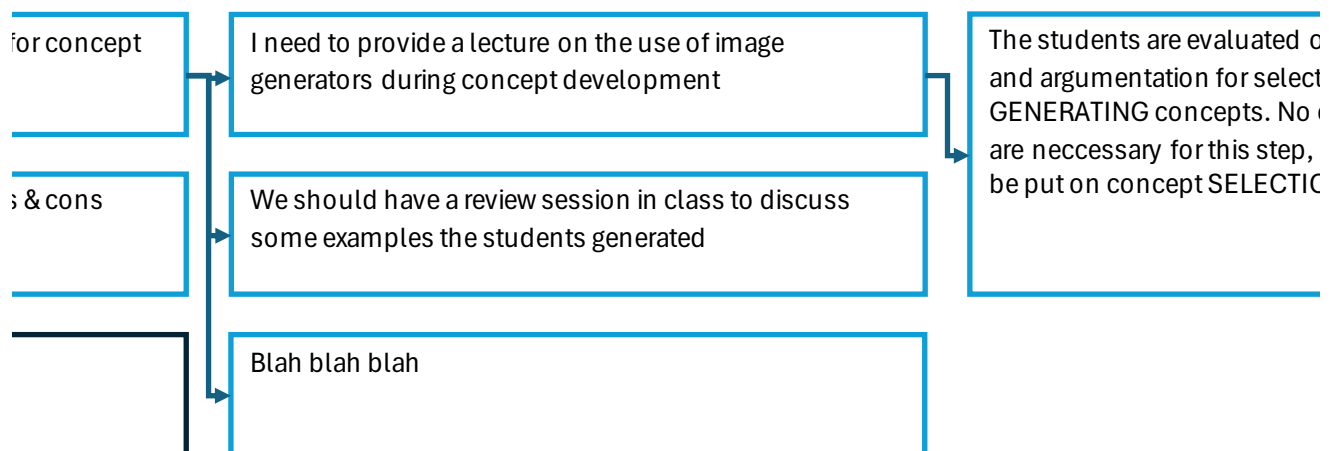 for concept
s & cons
I need to provide a lecture on the use of image
generators during concept development
We should have a review session in class to discuss
some examples the students generated
Blah blah blah
The students are evaluated
and argumentation for
GENERATING concepts. No
are neccessary for this step,
be put on concept